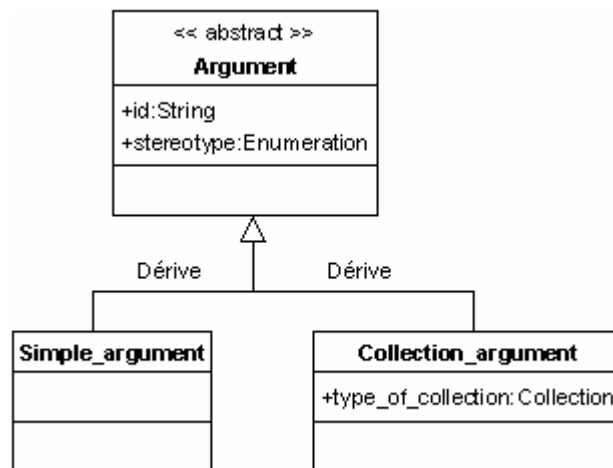 << abstract >>
Argument
+id:String
+stereotype:Enumeration
Dérive Dérive
Simple_argument
Collection_argument
+type_of_collection:Collection